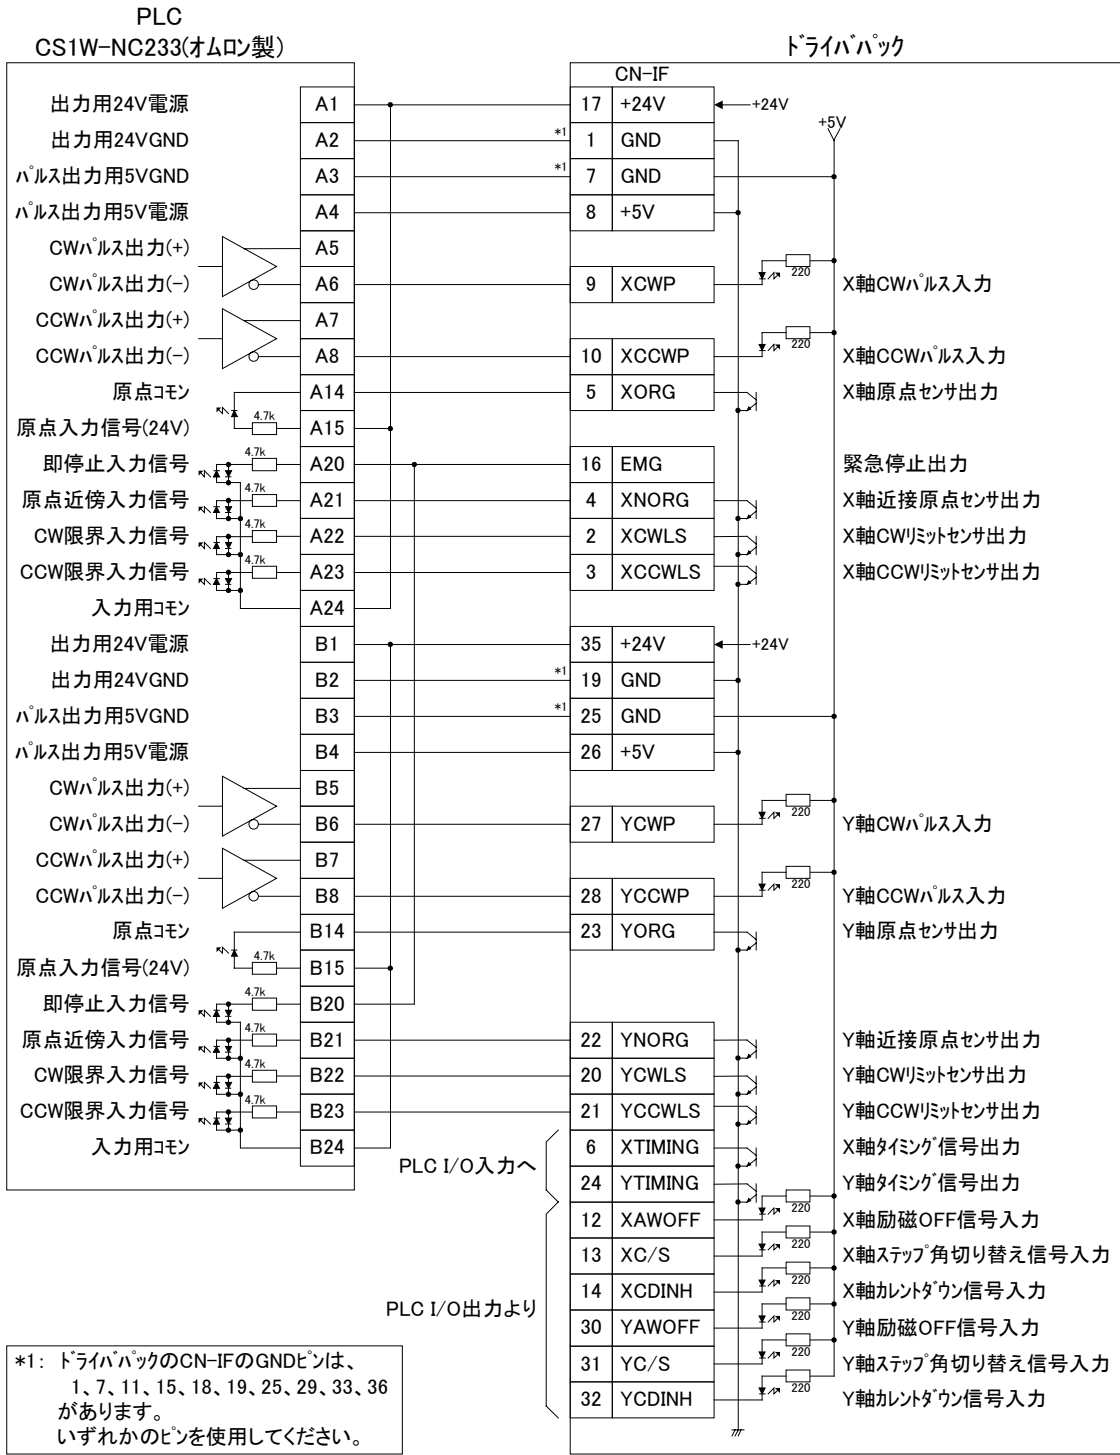 PLC
CS1W-NC233(オムロン製)
ドライバパック
CN-IF
出力用24V電源 A1 17 +24V +24V
+5V
出力用24VGND A2 *1 1 GND
パルス出力用5VGND A3 *1 7 GND
パルス出力用5V電源 A4 8 +5V
CWパルス出力(+) A5
220
CWパルス出力(-) A6 9 XCWP X軸CWパルス入力
CCWパルス出力(+) A7
220
CCWパルス出力(-) A8 10 XCCWP X軸CCWパルス入力
原点コモン A14 5 XORG X軸原点センサ出力
原点入力信号(24V) 4.7k A15
即停止入力信号 4.7k A20 16 EMG 緊急停止出力
原点近傍入力信号 4.7k A21 4 XNORG X軸近接原点センサ出力
CW限界入力信号 4.7k A22 2 XCWLS X軸CWリミットセンサ出力
CCW限界入力信号 4.7k A23 3 XCCWLS X軸CCWリミットセンサ出力
入力用コモン A24
出力用24V電源 B1 35 +24V +24V
出力用24VGND B2 *1 19 GND
パルス出力用5VGND B3 *1 25 GND
パルス出力用5V電源 B4 26 +5V
CWパルス出力(+) B5
220
CWパルス出力(-) B6 27 YCWP Y軸CWパルス入力
CCWパルス出力(+) B7
220
CCWパルス出力(-) B8 28 YCCWP Y軸CCWパルス入力
原点コモン B14 23 YORG Y軸原点センサ出力
原点入力信号(24V) 4.7k B15
即停止入力信号 4.7k B20
原点近傍入力信号 4.7k B21 22 YNORG Y軸近接原点センサ出力
CW限界入力信号 4.7k B22 20 YCWLS Y軸CWリミットセンサ出力
CCW限界入力信号 4.7k B23 21 YCCWLS Y軸CCWリミットセンサ出力
入力用コモン B24 6 XTIMING X軸タイミング信号出力
PLC I/O入力へ
24 YTIMING Y軸タイミング信号出力
12 XAWOFF 220 X軸励磁OFF信号入力
13 XC/S 220 X軸ステップ角切り替え信号入力
14 XCDINH 220 X軸カレントダウン信号入力
PLC I/O出力より
30 YAWOFF 220 Y軸励磁OFF信号入力
31 YC/S 220 Y軸ステップ角切り替え信号入力
32 YCDINH 220 Y軸カレントダウン信号入力
*1: ドライバパックのCN-IFのGNDピンは、
1、7、11、15、18、19、25、29、33、36
があります。
いずれかのピンを使用してください。